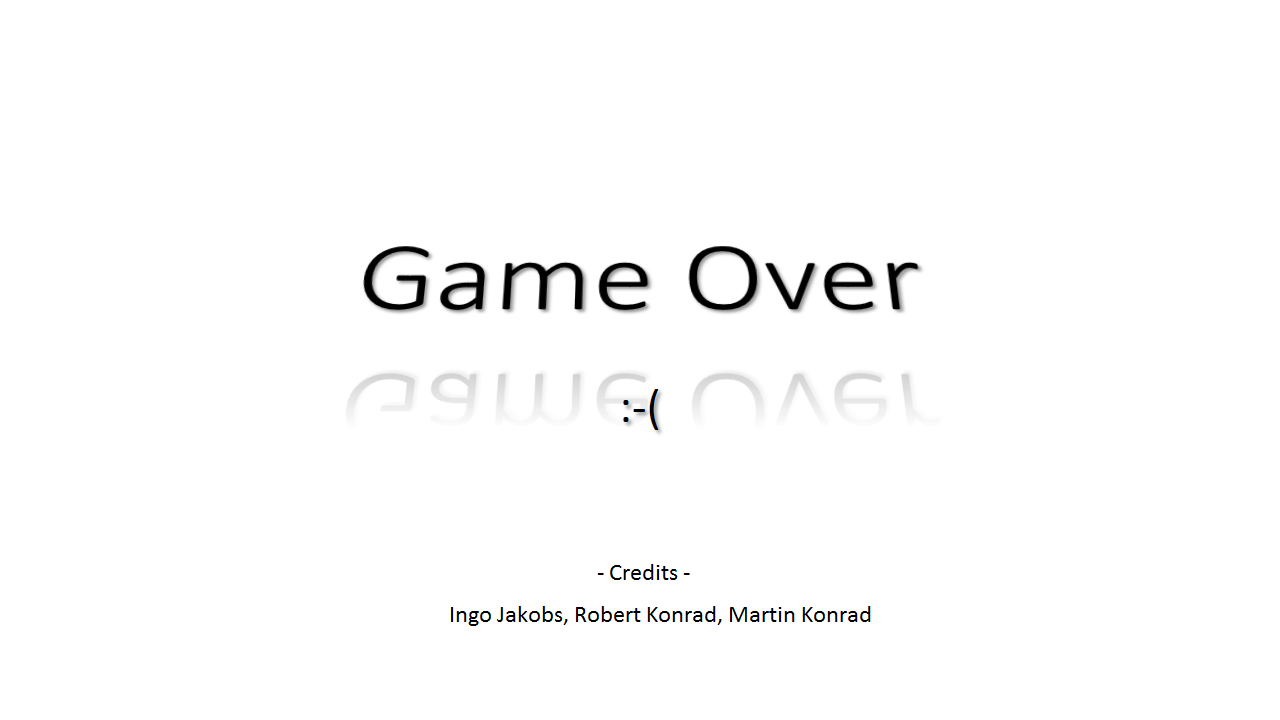 Game Over
:-(
- Credits -
Ingo Jakobs, Robert Konrad, Martin Konrad